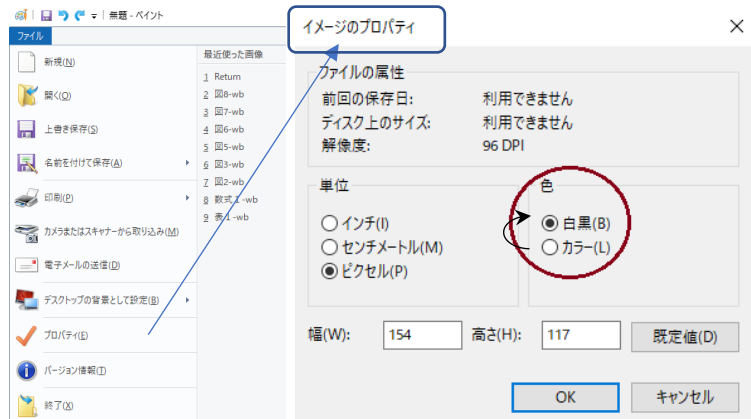 無題 - ペイント
ファイル
新規(N)
開く(O)
上書き保存(S)
名前を付けて保存(A)
印刷(P)
カメラまたはスキャナーから取り込み(M)
電子メールの送信(D)
デスクトップの背景として設定(B)
プロパティ(E)
バージョン情報(T)
終了(X)
最近使った画像
1 Return
2 図8-wb
3 図7-wb
4 図6-wb
5 図5-wb
6 図3-wb
7 図2-wb
8 数式1-wb
9 表1-wb
イメージのプロパティ
ファイルの属性
前回の保存日: 利用できません
ディスク上のサイズ: 利用できません
解像度: 96 DPI
単位
インチ(I)
センチメートル(M)
ピクセル(P)
色
白黒(B)
カラー(L)
幅(W): 154 高さ(H): 117 既定値(D)
OK キャンセル